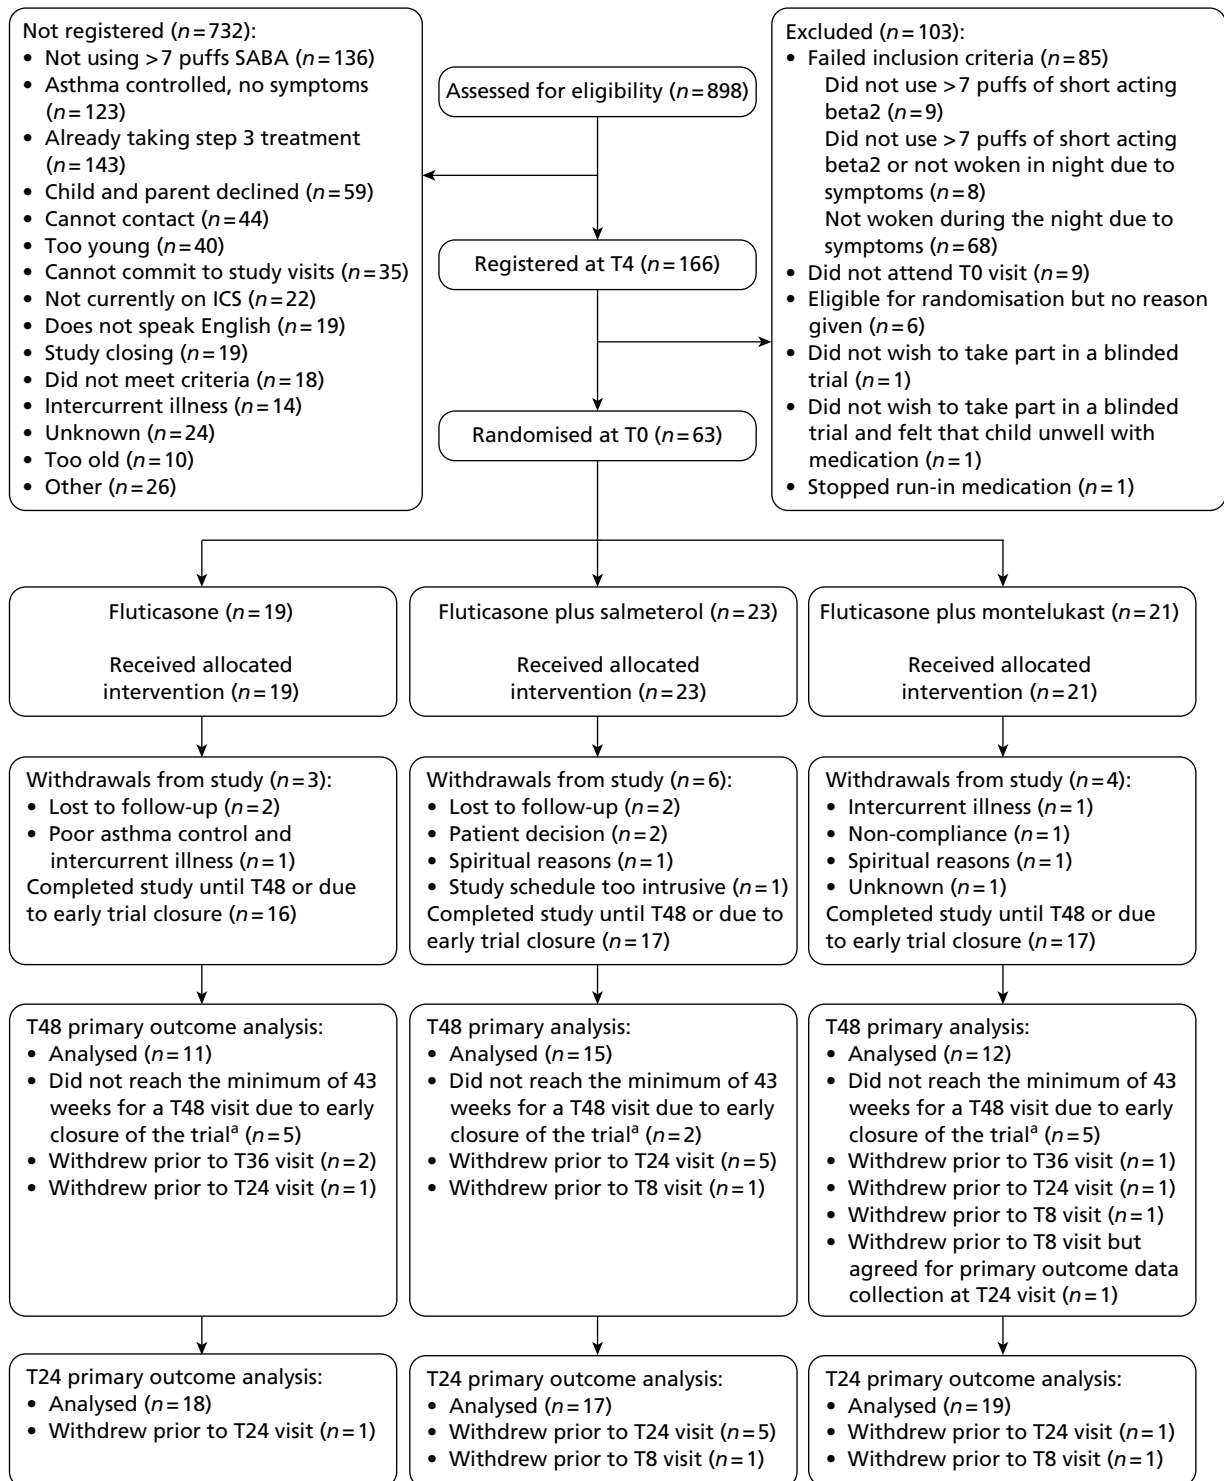 Not registered (n=732):
• Not using >7 puffs SABA (n=136)
• Asthma controlled, no symptoms
(n=123)
• Already taking step 3 treatment
(n=143)
• Child and parent declined (n=59)
• Cannot contact (n=44)
• Too young (n=40)
• Cannot commit to study visits (n=35)
• Not currently on ICS (n=22)
• Does not speak English (n=19)
• Study closing (n=19)
• Did not meet criteria (n=18)
• Intercurrent illness (n=14)
• Unknown (n=24)
• Too old (n=10)
• Other (n=26)
Assessed for eligibility (n=898)
Registered at T4 (n=166)
Randomised at T0 (n=63)
Excluded (n=103):
• Failed inclusion criteria (n=85)
Did not use >7 puffs of short acting
beta2 (n=9)
Did not use >7 puffs of short acting
beta2 or not woken in night due to
symptoms (n=8)
Not woken during the night due to
symptoms (n=68)
• Did not attend T0 visit (n=9)
• Eligible for randomisation but no reason
given (n=6)
• Did not wish to take part in a blinded
trial (n=1)
• Did not wish to take part in a blinded
trial and felt that child unwell with
medication (n=1)
• Stopped run-in medication (n=1)
Fluticasone (n=19)
Received allocated
intervention (n=19)
Fluticasone plus salmeterol (n=23)
Received allocated
intervention (n=23)
Fluticasone plus montelukast (n=21)
Received allocated
intervention (n=21)
Withdrawals from study (n=3):
• Lost to follow-up (n=2)
• Poor asthma control and
intercurrent illness (n=1)
Completed study until T48 or due
to early trial closure (n=16)
Withdrawals from study (n=6):
• Lost to follow-up (n=2)
• Patient decision (n=2)
• Spiritual reasons (n=1)
• Study schedule too intrusive (n=1)
Completed study until T48 or due to
early trial closure (n=17)
Withdrawals from study (n=4):
• Intercurrent illness (n=1)
• Non-compliance (n=1)
• Spiritual reasons (n=1)
• Unknown (n=1)
Completed study until T48 or due
to early trial closure (n=17)
T48 primary outcome analysis:
• Analysed (n=11)
• Did not reach the minimum of 43
weeks for a T48 visit due to early
closure of the trialᵃ (n=5)
• Withdrew prior to T36 visit (n=2)
• Withdrew prior to T24 visit (n=1)
T48 primary analysis:
• Analysed (n=15)
• Did not reach the minimum of 43
weeks for a T48 visit due to early
closure of the trialᵃ (n=2)
• Withdrew prior to T24 visit (n=5)
• Withdrew prior to T8 visit (n=1)
T48 primary analysis:
• Analysed (n=12)
• Did not reach the minimum of 43
weeks for a T48 visit due to early
closure of the trialᵃ (n=5)
• Withdrew prior to T36 visit (n=1)
• Withdrew prior to T24 visit (n=1)
• Withdrew prior to T8 visit (n=1)
• Withdrew prior to T8 visit but
agreed for primary outcome data
collection at T24 visit (n=1)
T24 primary outcome analysis:
• Analysed (n=18)
• Withdrew prior to T24 visit (n=1)
T24 primary outcome analysis:
• Analysed (n=17)
• Withdrew prior to T24 visit (n=5)
• Withdrew prior to T8 visit (n=1)
T24 primary outcome analysis:
• Analysed (n=19)
• Withdrew prior to T24 visit (n=1)
• Withdrew prior to T8 visit (n=1)